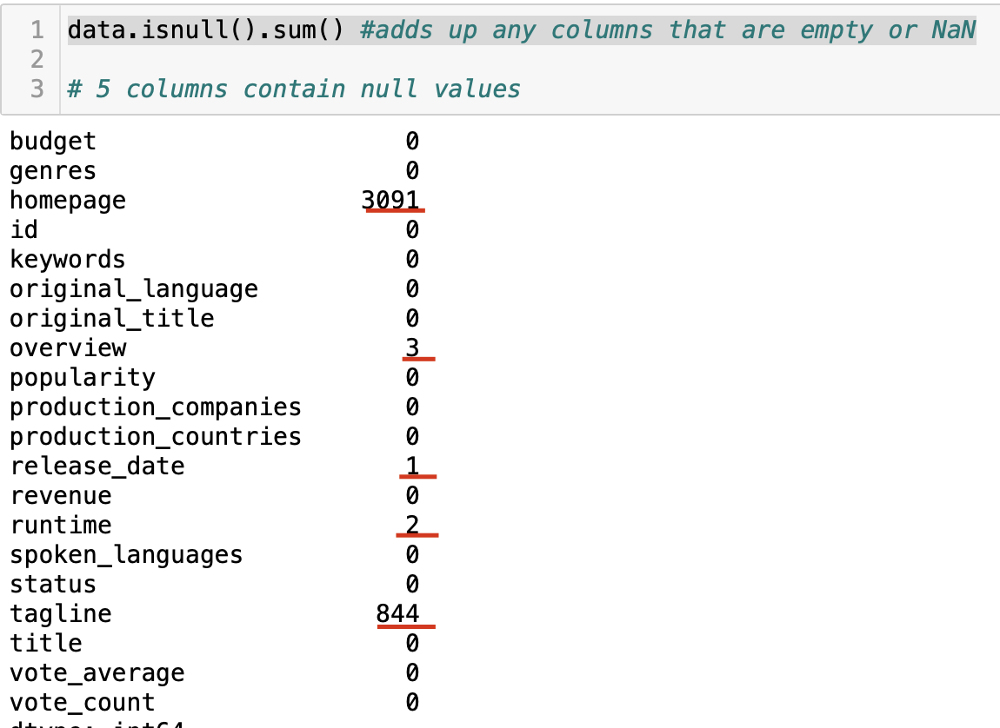 1 data.isnull().sum() #adds up any columns that are empty or NaN
2
3 # 5 columns contain null values
budget 0
genres 0
homepage 3091
id 0
keywords 0
original_language 0
original_title 0
overview 3
popularity 0
production_companies 0
production_countries 0
release_date 1
revenue 0
runtime 2
spoken_languages 0
status 0
tagline 844
title 0
vote_average 0
vote_count 0
dtype: int64